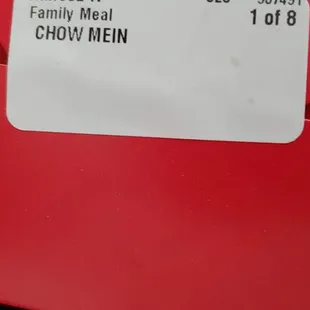 Family Meal 1 of 8
CHOW MEIN